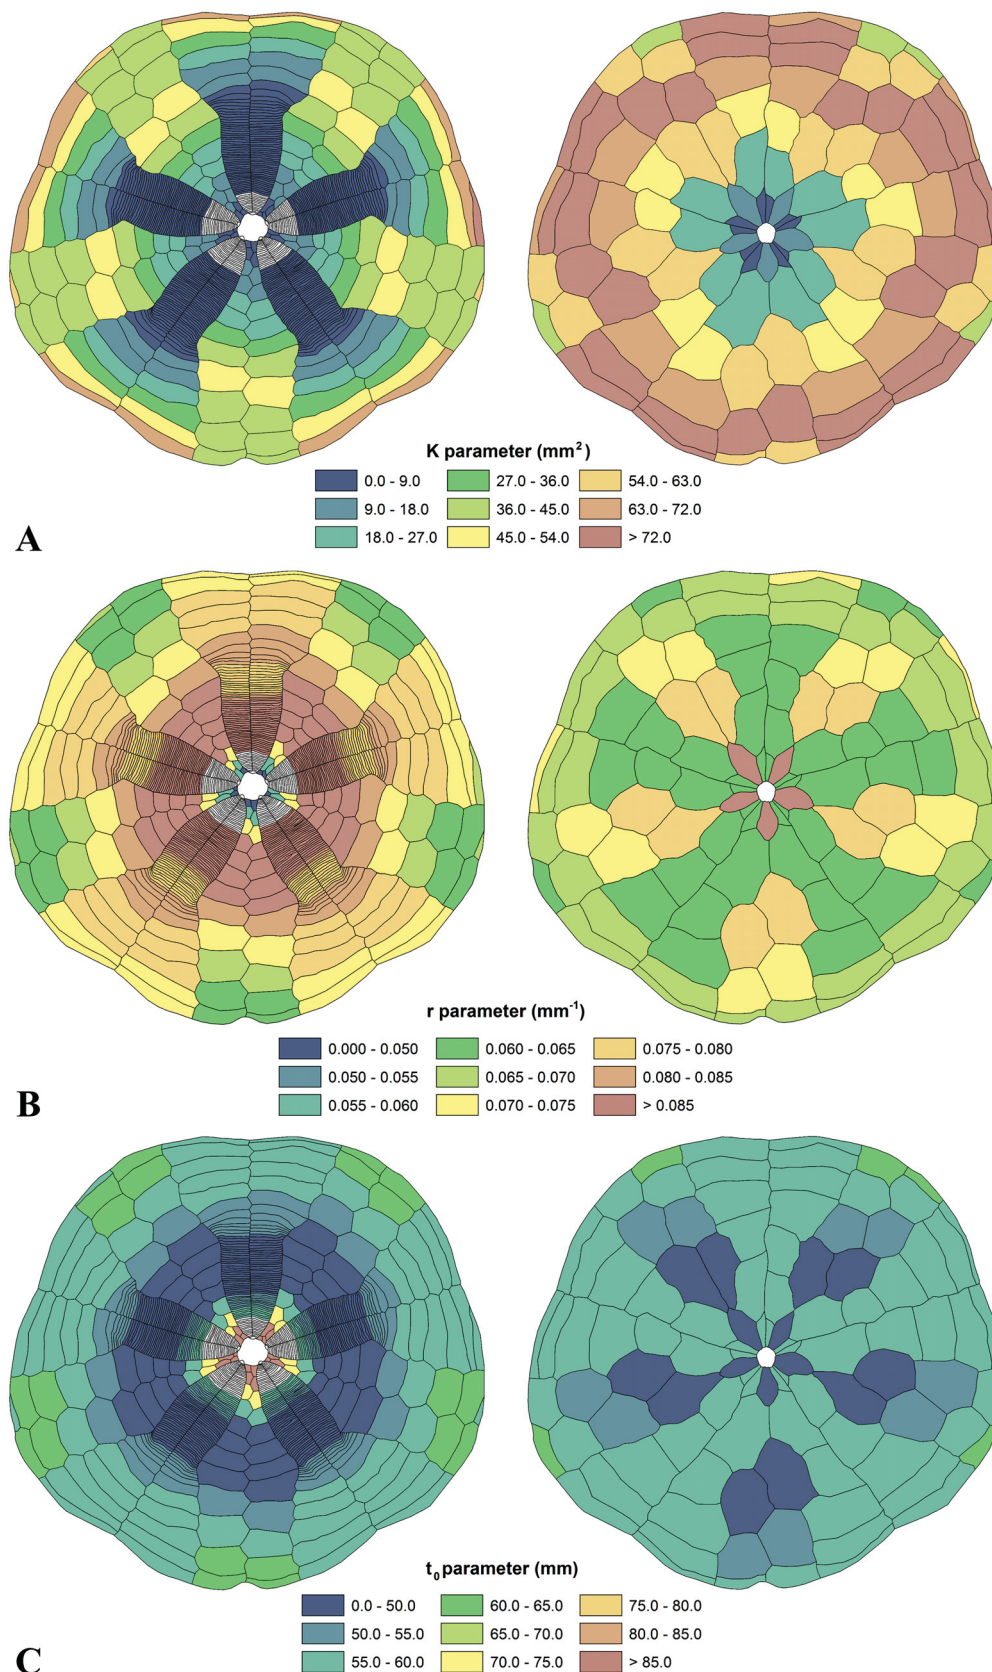 K parameter (mm²)
0.0 - 9.0 27.0 - 36.0 54.0 - 63.0
9.0 - 18.0 36.0 - 45.0 63.0 - 72.0
18.0 - 27.0 45.0 - 54.0 > 72.0
A
r parameter (mm⁻¹)
0.000 - 0.050 0.060 - 0.065 0.075 - 0.080
0.050 - 0.055 0.065 - 0.070 0.080 - 0.085
0.055 - 0.060 0.070 - 0.075 > 0.085
B
t₀ parameter (mm)
0.0 - 50.0 60.0 - 65.0 75.0 - 80.0
50.0 - 55.0 65.0 - 70.0 80.0 - 85.0
55.0 - 60.0 70.0 - 75.0 > 85.0
C